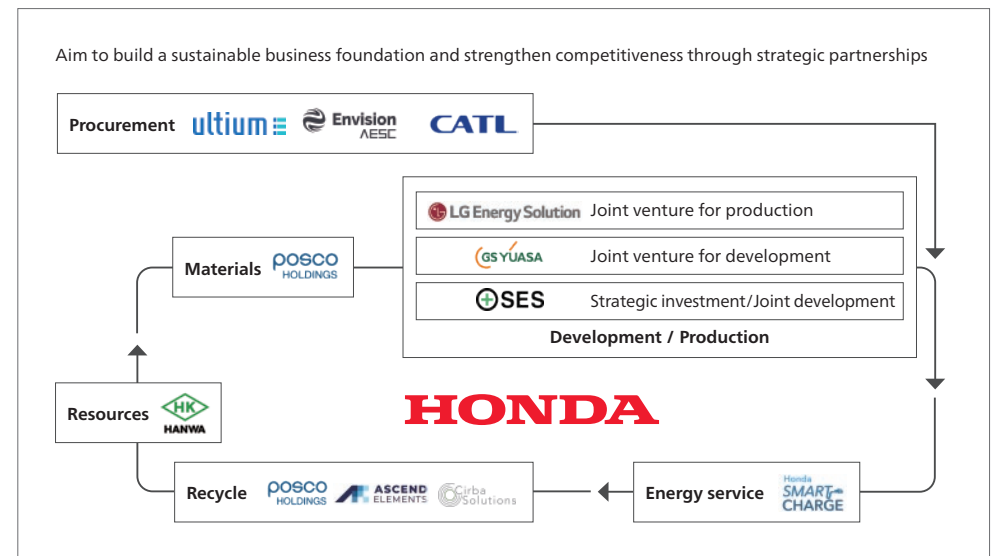 Aim to build a sustainable business foundation and strengthen competitiveness through strategic partnerships
Procurement ultium Envision AESC CATL
LG Energy Solution Joint venture for production
GS YUASA Joint venture for development
SES Strategic investment/Joint development
Development / Production
Materials posco HOLDINGS
Resources HK HANWA
HONDA
Recycle posco HOLDINGS ASCEND ELEMENTS Cirba Solutions
Energy service Honda SMART CHARGE